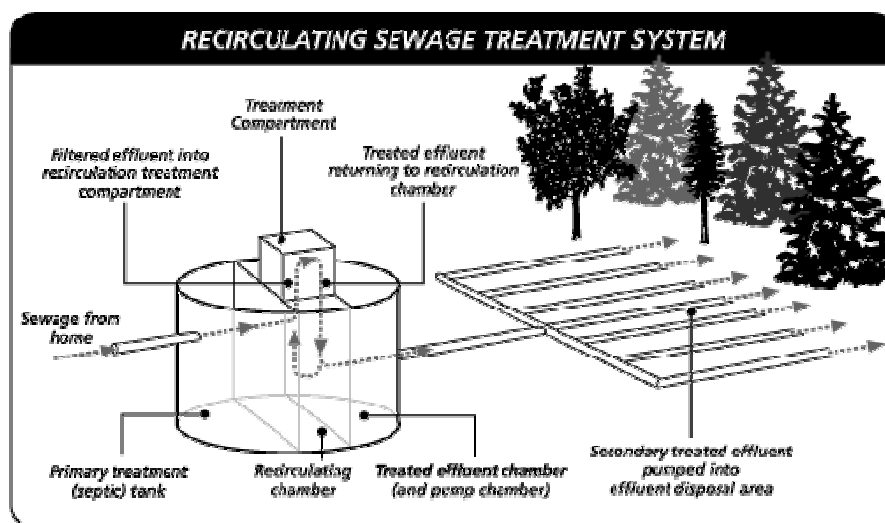 RECIRCULATING SEWAGE TREATMENT SYSTEM
Treatment
Compartment
Filtered effluent into
recirculation treatment
compartment
Treated effluent
returning to recirculation
chamber
Sewage from
home
Primary treatment
(septic) tank
Recirculating
chamber
Treated effluent chamber
(and pump chamber)
Secondary treated effluent
pumped into
effluent disposal area